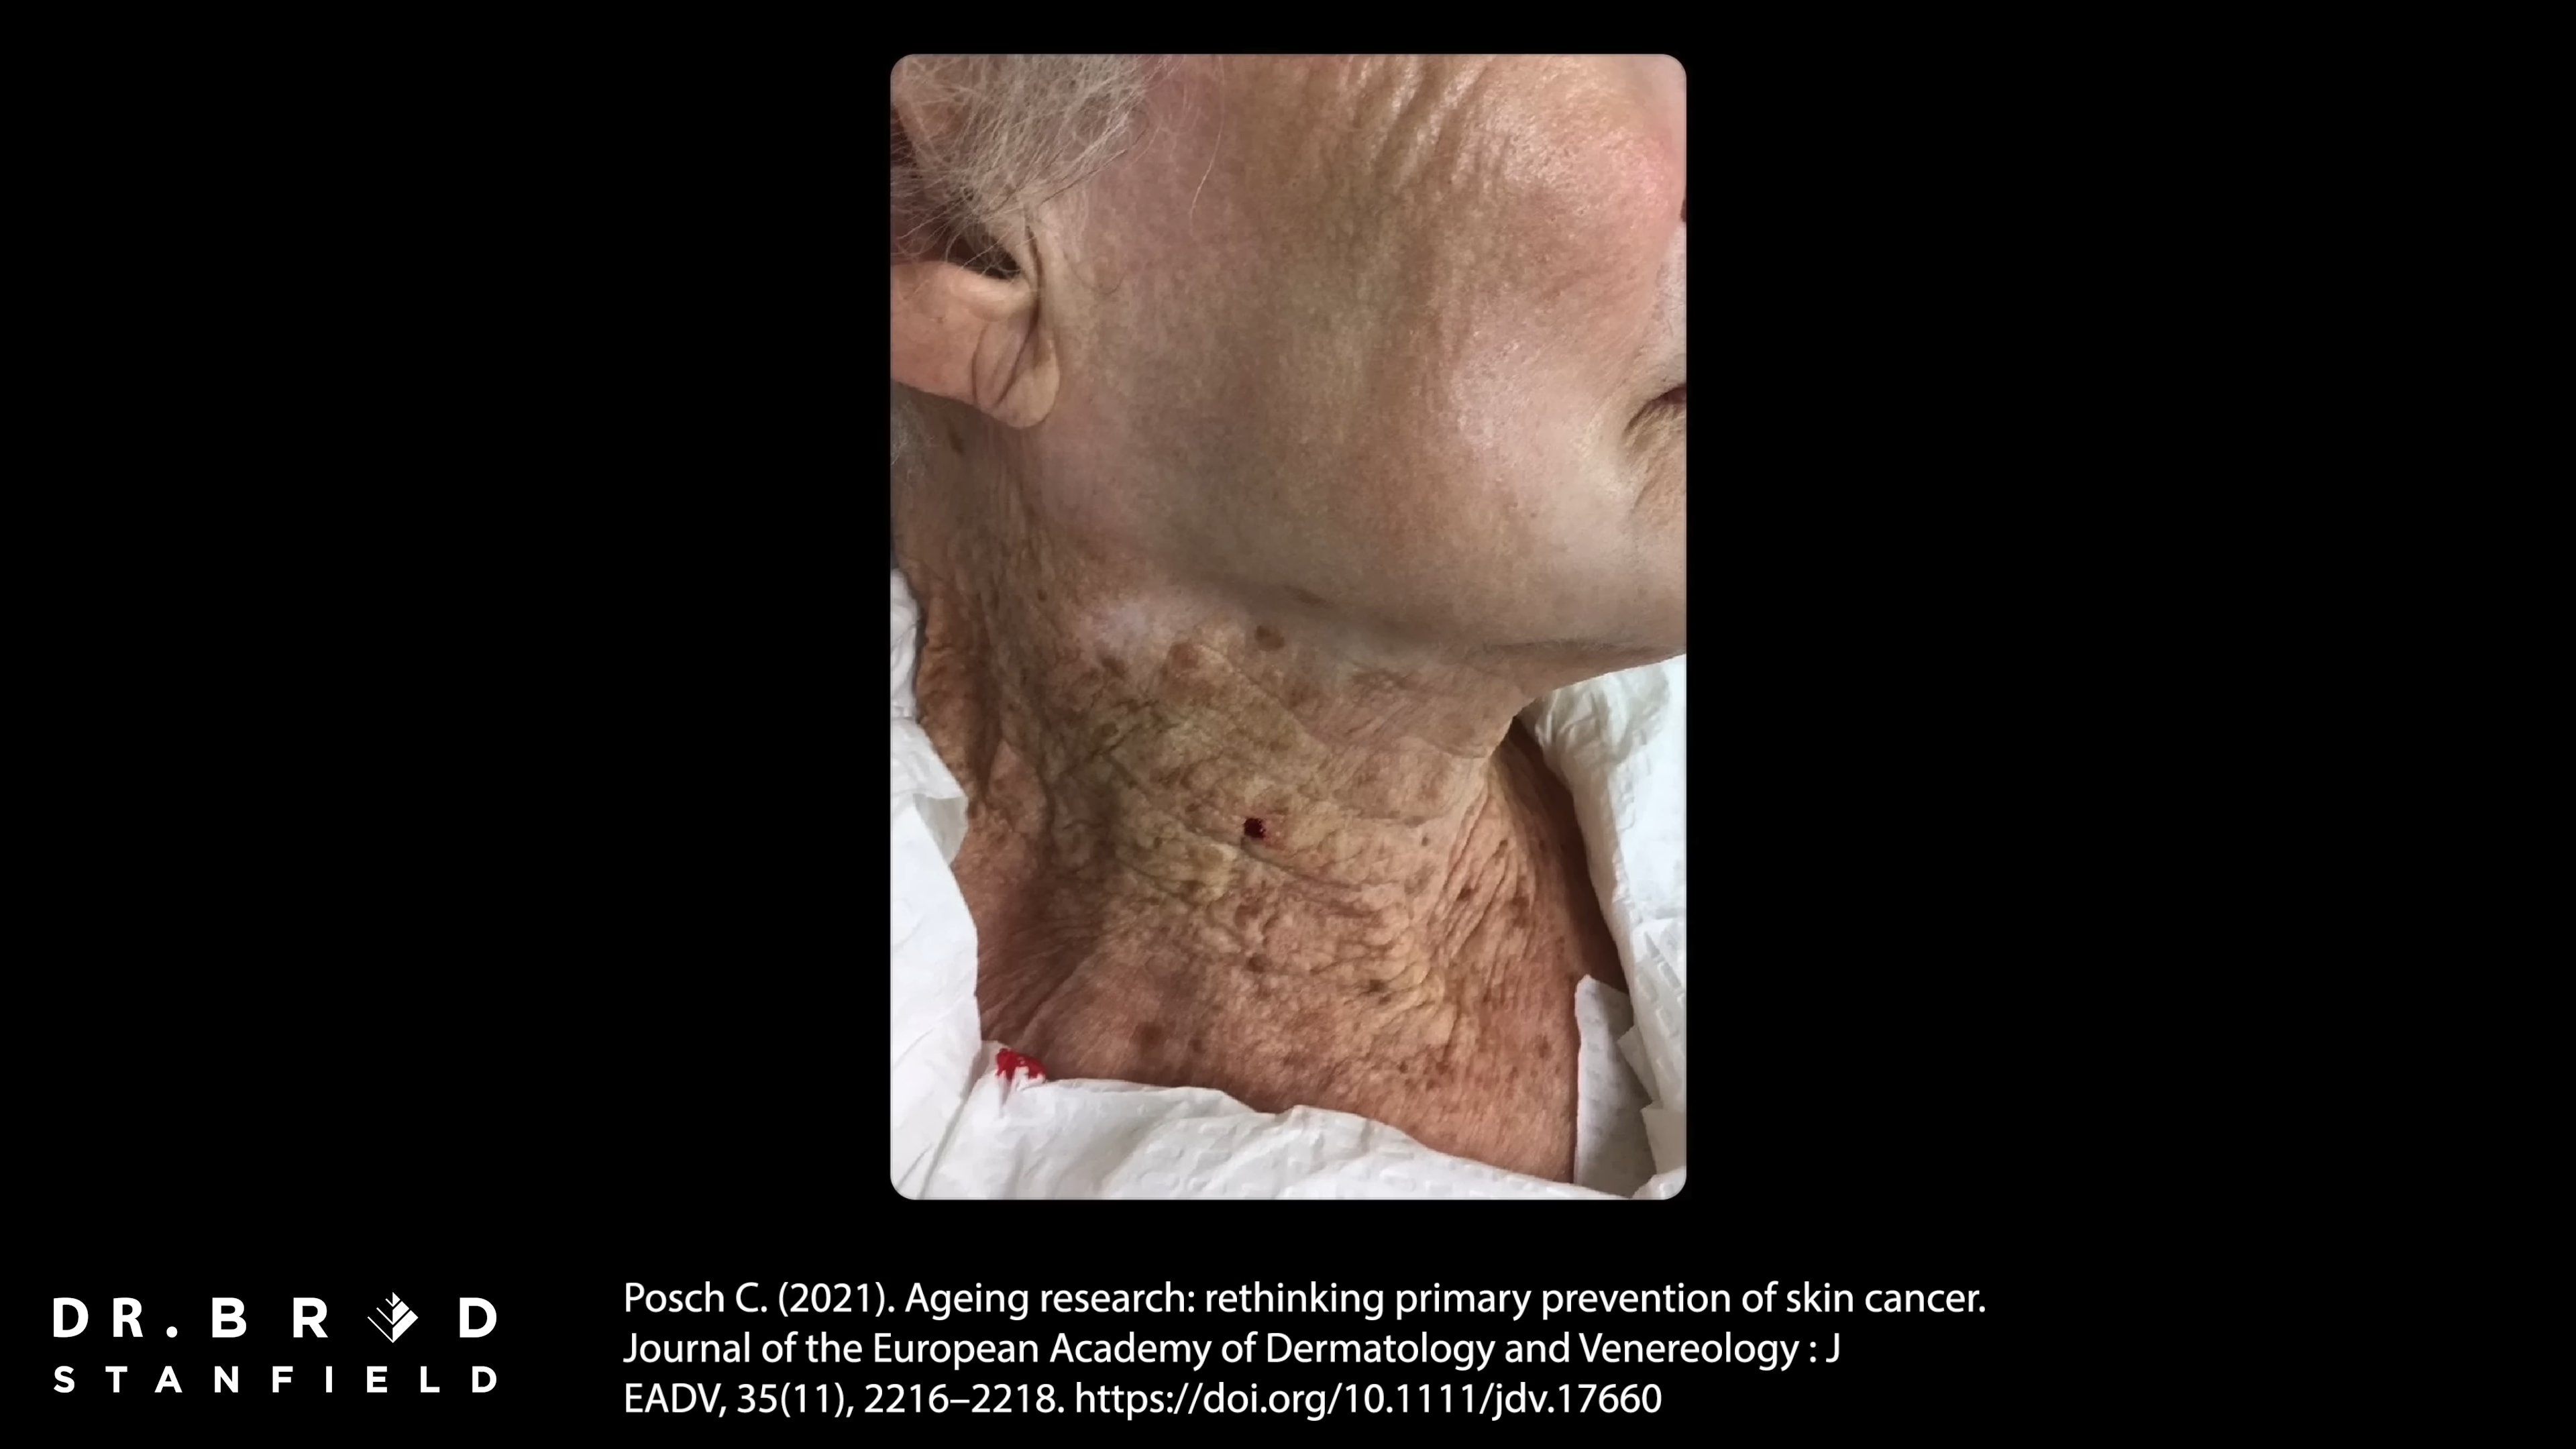 DR. BRAD
STANFIELD
Posch C. (2021). Ageing research: rethinking primary prevention of skin cancer.
Journal of the European Academy of Dermatology and Venereology : J
EADV, 35(11), 2216–2218. https://doi.org/10.1111/jdv.17660